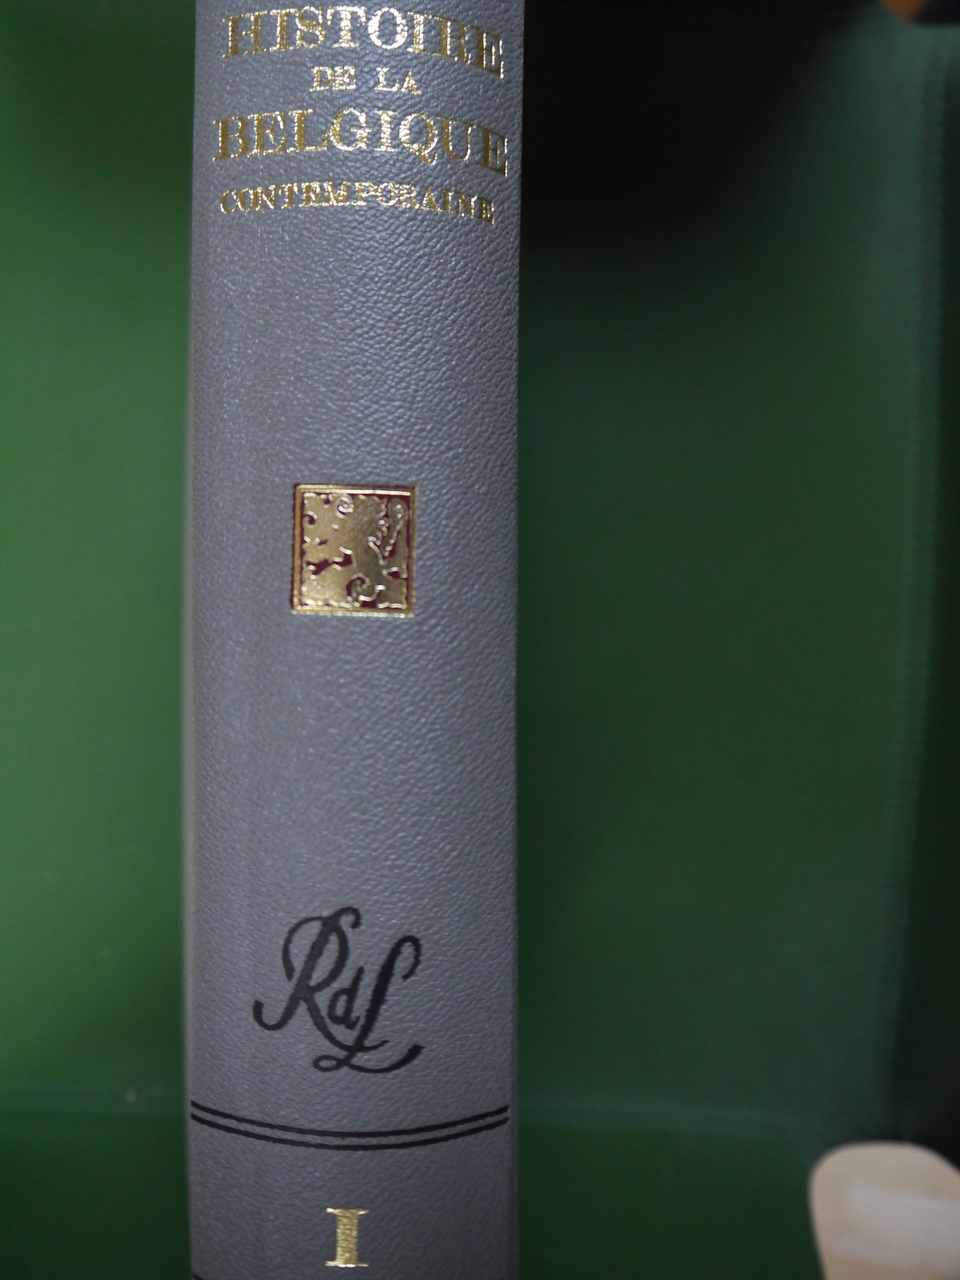 HISTOIRE
DE LA
BELGIQUE
CONTEMPORAINE
RdL
I